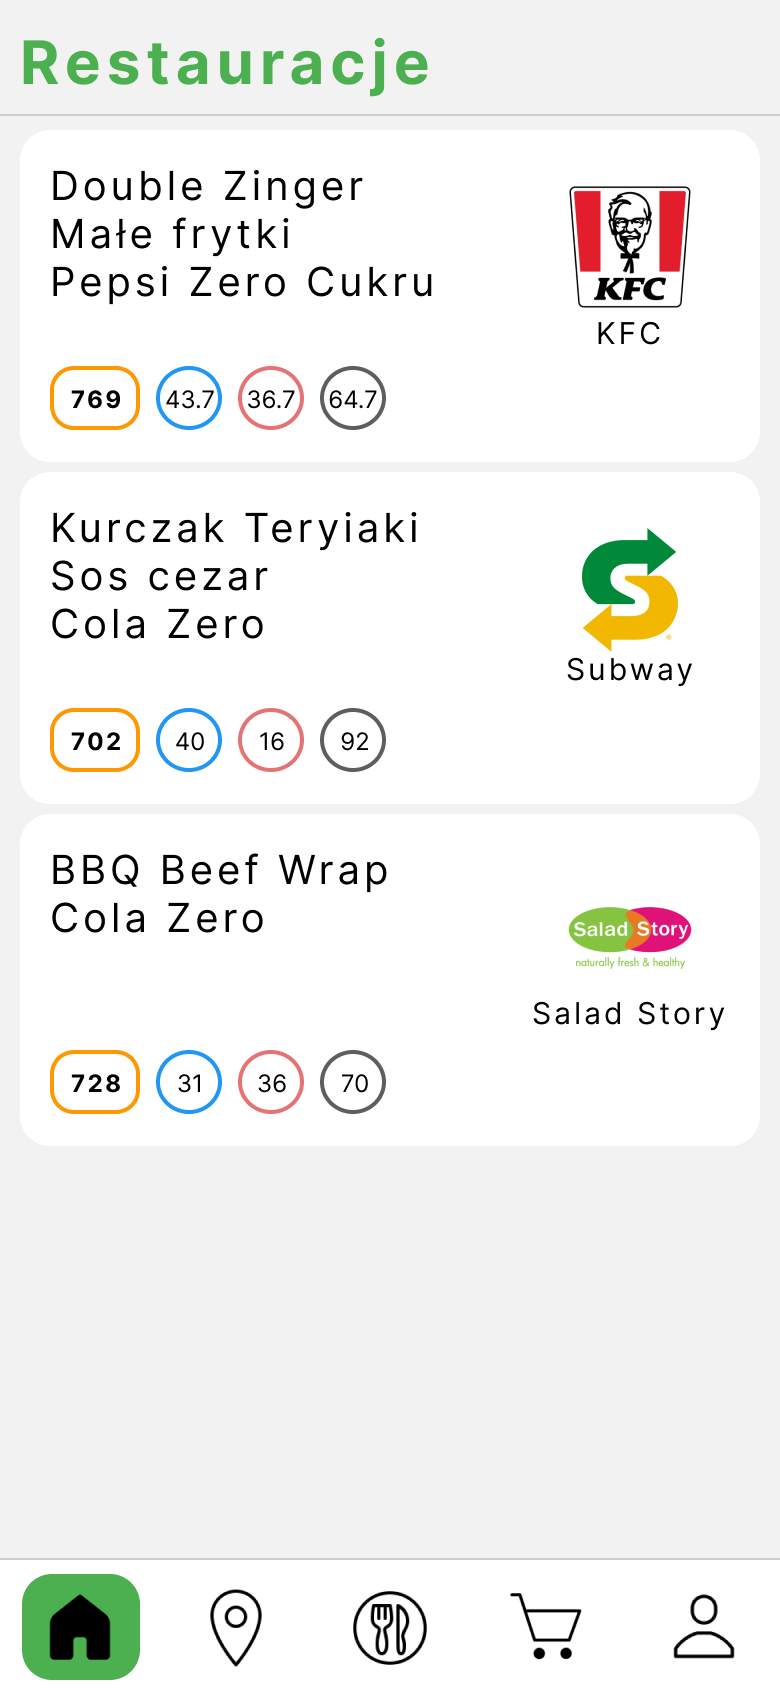 Restauracje
Double Zinger
Małe frytki
Pepsi Zero Cukru
KFC
KFC
769 43.7 36.7 64.7
Kurczak Teryiaki
Sos cezar
Cola Zero
Subway
702 40 16 92
BBQ Beef Wrap
Cola Zero
Salad Story
naturally fresh & healthy
Salad Story
728 31 36 70